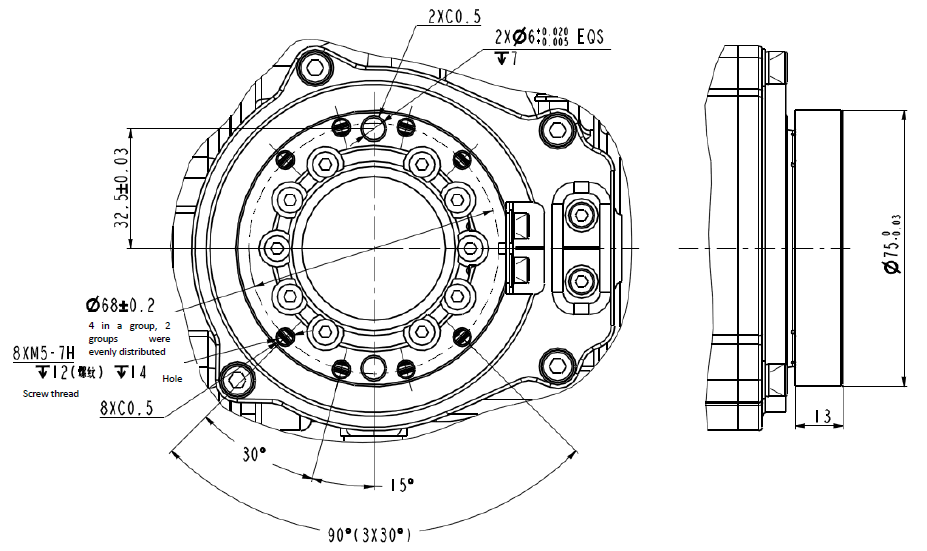 2XC0.5
2XØ6+0.020 +0.005 EQS
↧7
32.5±0.03
Ø68±0.2
4 in a group, 2
groups were
evenly distributed
8XM5-7H
↧12(螺纹) ↧14
Hole
Screw thread
8XC0.5
30°
15°
90°(3X30°)
Ø75 0 -0.03
13